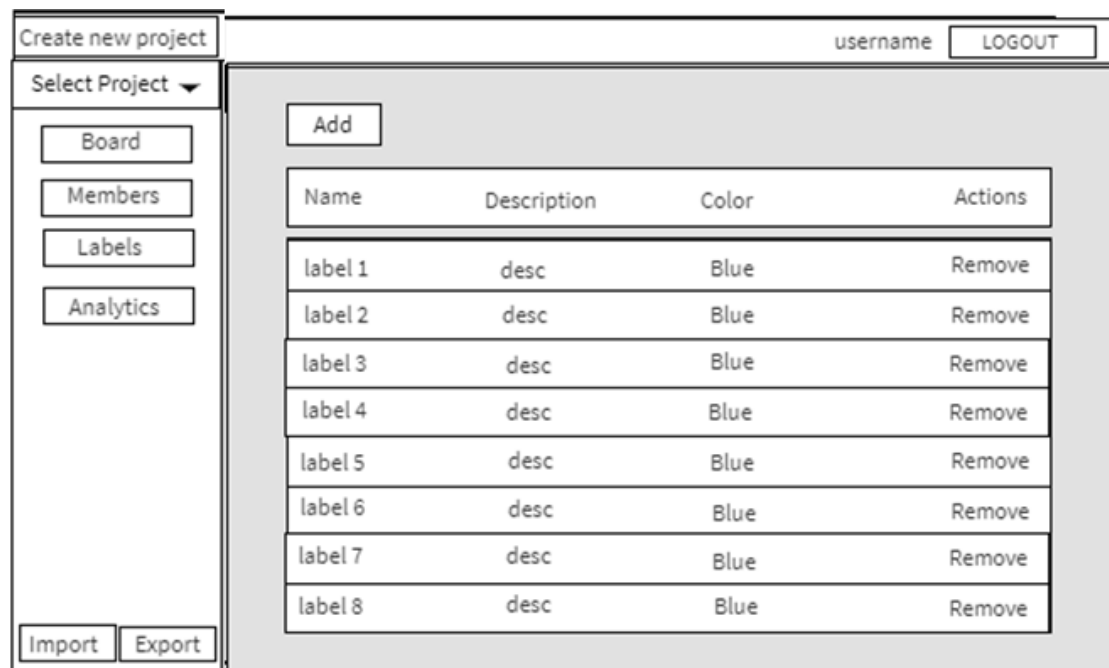 Create new project
username LOGOUT
Select Project
Board
Members
Labels
Analytics
Import Export
Add
Name Description Color Actions
label 1 desc Blue Remove
label 2 desc Blue Remove
label 3 desc Blue Remove
label 4 desc Blue Remove
label 5 desc Blue Remove
label 6 desc Blue Remove
label 7 desc Blue Remove
label 8 desc Blue Remove